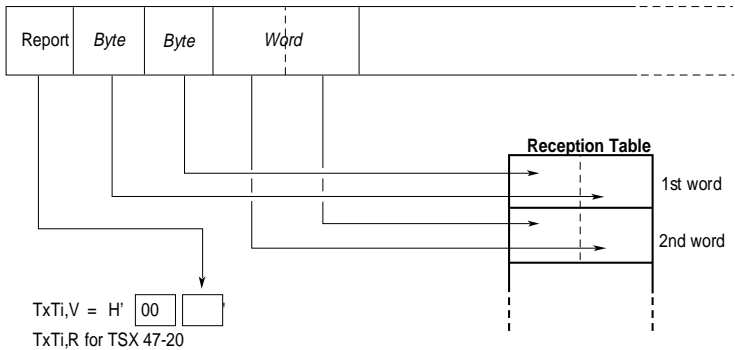 Report Byte Byte Word
Reception Table
1st word
2nd word
TxTi,V = H' 00 '
TxTi,R for TSX 47-20